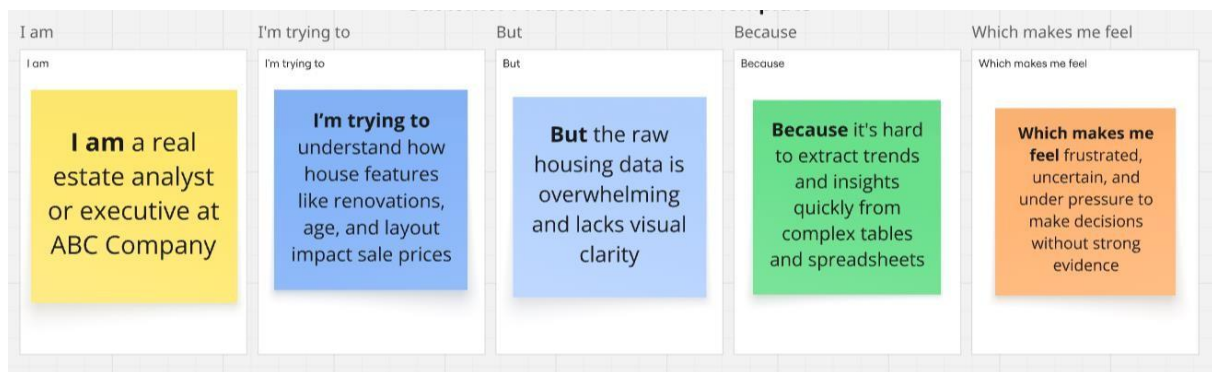 I am
I'm trying to
But
Because
Which makes me feel
I am
I'm trying to
But
Because
Which makes me feel
I am a real
estate analyst
or executive at
ABC Company
I'm trying to
understand how
house features
like renovations,
age, and layout
impact sale prices
But the raw
housing data is
overwhelming
and lacks visual
clarity
Because it's hard
to extract trends
and insights
quickly from
complex tables
and spreadsheets
Which makes me
feel frustrated,
uncertain, and
under pressure to
make decisions
without strong
evidence